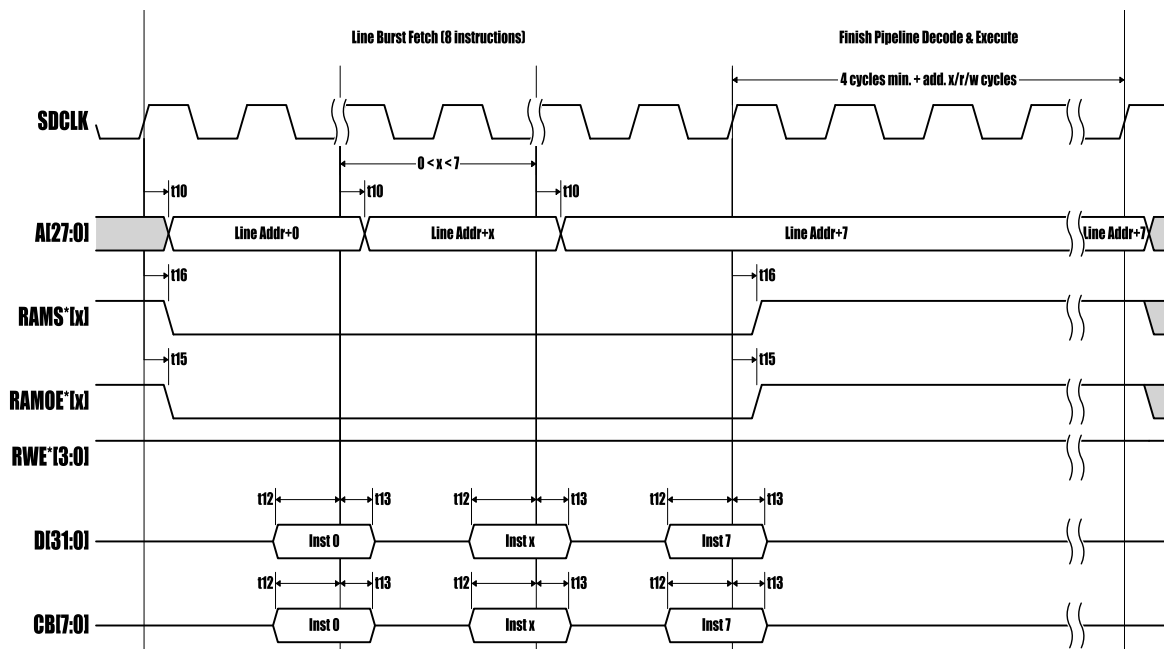 Line Burst Fetch (8 instructions) Finish Pipeline Decode & Execute
4 cycles min. + add. x/r/w cycles
SDCLK
0 < x < 7
t10 t10 t10
A[27:0] Line Addr+0 Line Addr+x Line Addr+7 Line Addr+7
t16 t16
RAMS*[x]
t15 t15
RAMOE*[x]
RWE*[3:0]
t12 t13 t12 t13 t12 t13
D[31:0] Inst 0 Inst x Inst 7
t12 t13 t12 t13 t12 t13
CB[7:0] Inst 0 Inst x Inst 7